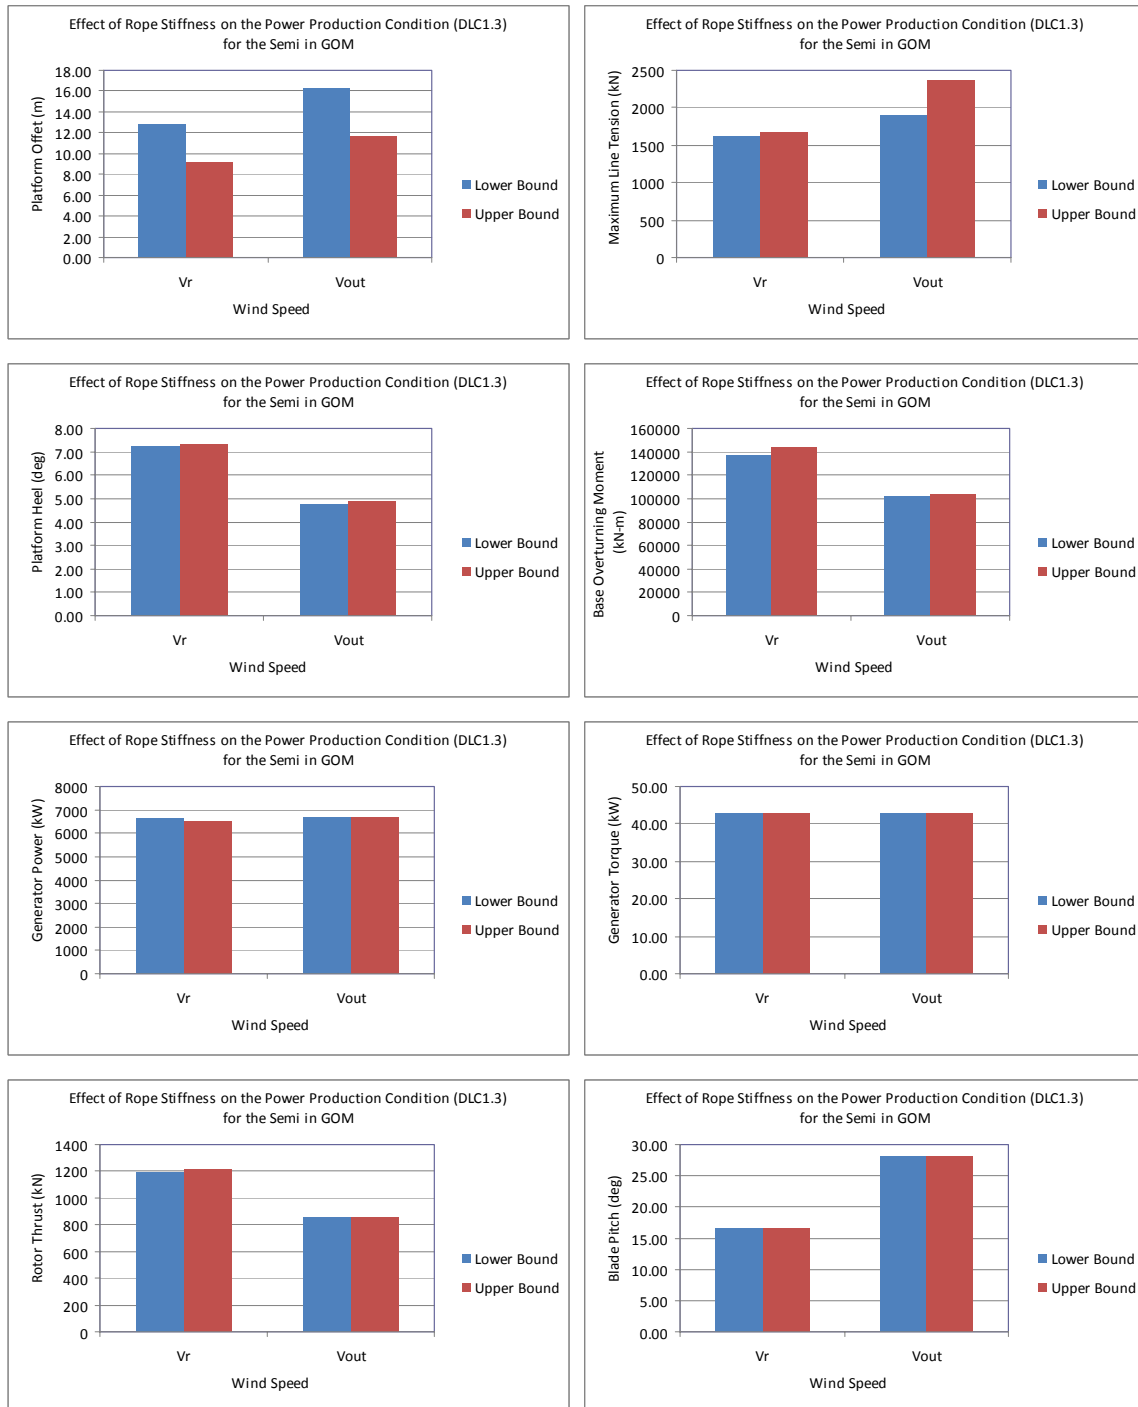 Effect of Rope Stiffness on the Power Production Condition (DLC1.3)
for the Semi in GOM
18.00
16.00
14.00
12.00
10.00
8.00
6.00
4.00
2.00
0.00
Platform Offet (m)
Vr
Vout
Wind Speed
Lower Bound
Upper Bound
Effect of Rope Stiffness on the Power Production Condition (DLC1.3)
for the Semi in GOM
2500
2000
1500
1000
500
0
Maximum Line Tension (kN)
Vr
Vout
Wind Speed
Lower Bound
Upper Bound
Effect of Rope Stiffness on the Power Production Condition (DLC1.3)
for the Semi in GOM
8.00
7.00
6.00
5.00
4.00
3.00
2.00
1.00
0.00
Platform Heel (deg)
Vr
Vout
Wind Speed
Lower Bound
Upper Bound
Effect of Rope Stiffness on the Power Production Condition (DLC1.3)
for the Semi in GOM
160000
140000
120000
100000
80000
60000
40000
20000
0
Base Overturning Moment
(kN-m)
Vr
Vout
Wind Speed
Lower Bound
Upper Bound
Effect of Rope Stiffness on the Power Production Condition (DLC1.3)
for the Semi in GOM
8000
7000
6000
5000
4000
3000
2000
1000
0
Generator Power (kW)
Vr
Vout
Wind Speed
Lower Bound
Upper Bound
Effect of Rope Stiffness on the Power Production Condition (DLC1.3)
for the Semi in GOM
50.00
40.00
30.00
20.00
10.00
0.00
Generator Torque (kW)
Vr
Vout
Wind Speed
Lower Bound
Upper Bound
Effect of Rope Stiffness on the Power Production Condition (DLC1.3)
for the Semi in GOM
1400
1200
1000
800
600
400
200
0
Rotor Thrust (kN)
Vr
Vout
Wind Speed
Lower Bound
Upper Bound
Effect of Rope Stiffness on the Power Production Condition (DLC1.3)
for the Semi in GOM
30.00
25.00
20.00
15.00
10.00
5.00
0.00
Blade Pitch (deg)
Vr
Vout
Wind Speed
Lower Bound
Upper Bound